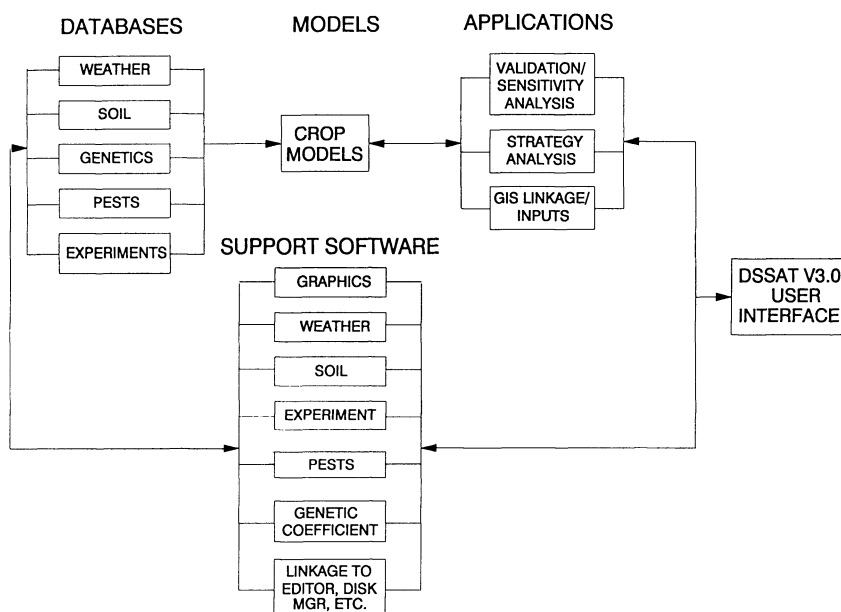 DATABASES
WEATHER
SOIL
GENETICS
PESTS
EXPERIMENTS
MODELS
CROP
MODELS
APPLICATIONS
VALIDATION/
SENSITIVITY
ANALYSIS
STRATEGY
ANALYSIS
GIS LINKAGE/
INPUTS
SUPPORT SOFTWARE
GRAPHICS
WEATHER
SOIL
EXPERIMENT
PESTS
GENETIC
COEFFICIENT
LINKAGE TO
EDITOR, DISK
MGR, ETC.
DSSAT V3.0
USER
INTERFACE